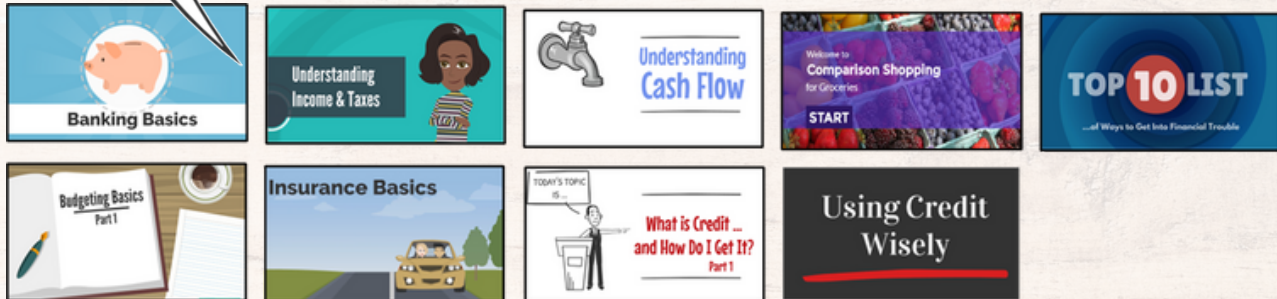 Banking Basics
Understanding
Income & Taxes
Understanding
Cash Flow
Welcome to
Comparison Shopping
for Groceries
START
TOP 10 LIST
...of Ways to Get Into Financial Trouble
Budgeting Basics
Part 1
Insurance Basics
TODAY'S TOPIC
IS ...
What is Credit ...
and How Do I Get It?
Part 1
Using Credit
Wisely